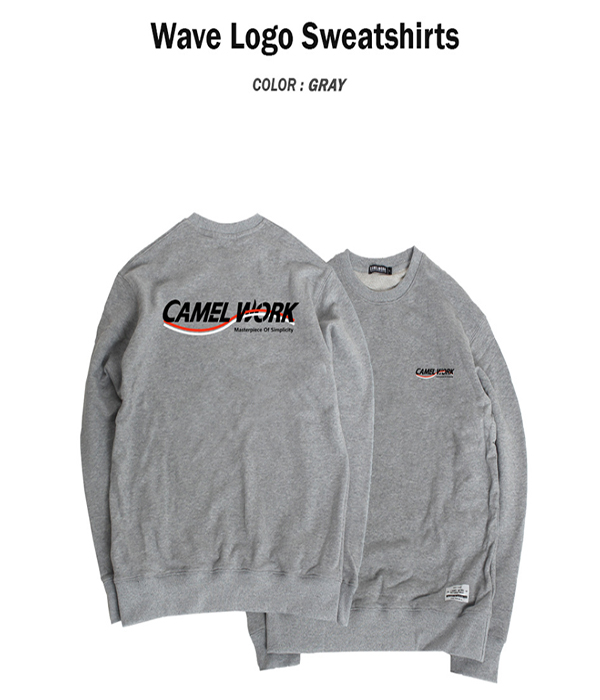 Wave Logo Sweatshirts
COLOR : GRAY
CAMEL WORK
Masterpiece Of Simplicity
CAMEL WORK